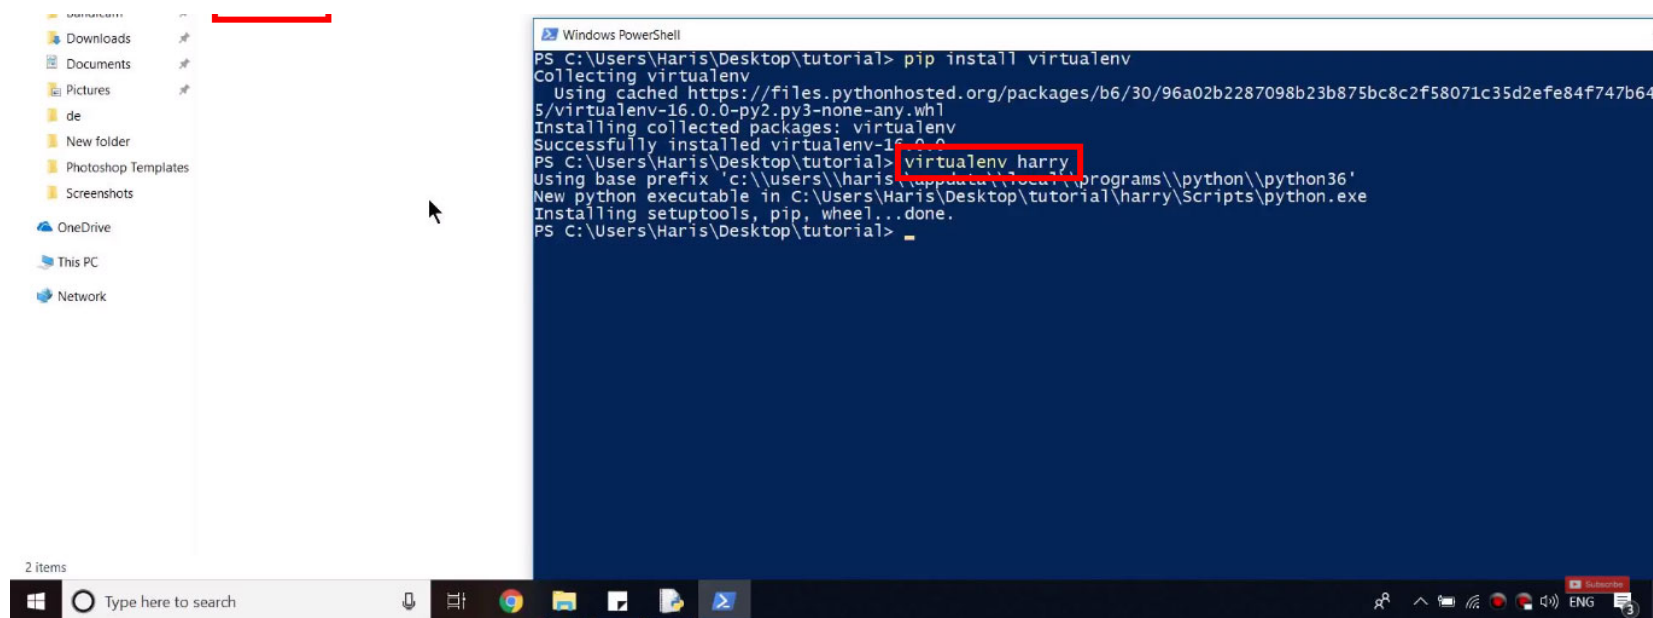 Downloads
Documents
Pictures
de
New folder
Photoshop Templates
Screenshots
OneDrive
This PC
Network
2 items
Windows PowerShell
PS C:\Users\Haris\Desktop\tutorial> pip install virtualenv
Collecting virtualenv
Using cached https://files.pythonhosted.org/packages/b6/30/96a02b2287098b23b875bc8c2f58071c35d2efe84f747b64
5/virtualenv-16.0.0-py2.py3-none-any.whl
Installing collected packages: virtualenv
Successfully installed virtualenv-16.0.0
PS C:\Users\Haris\Desktop\tutorial> virtualenv harry
Using base prefix 'c:\\users\\haris\\appdata\\local\\programs\\python\\python36'
New python executable in C:\Users\Haris\Desktop\tutorial\harry\Scripts\python.exe
Installing setuptools, pip, wheel...done.
PS C:\Users\Haris\Desktop\tutorial>
Type here to search
Subscribe
ENG
3